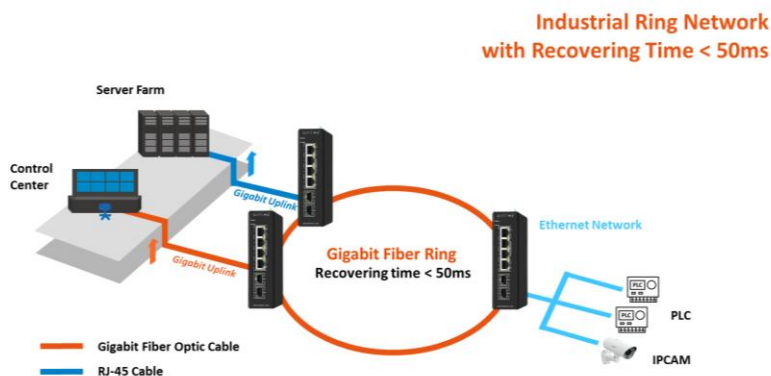 Industrial Ring Network
with Recovering Time < 50ms
Server Farm
Control
Center
Gigabit Uplink
Gigabit Uplink
Ethernet Network
Gigabit Fiber Ring
Recovering time < 50ms
PLC
PLC
PLC
IPCAM
Gigabit Fiber Optic Cable
RJ-45 Cable